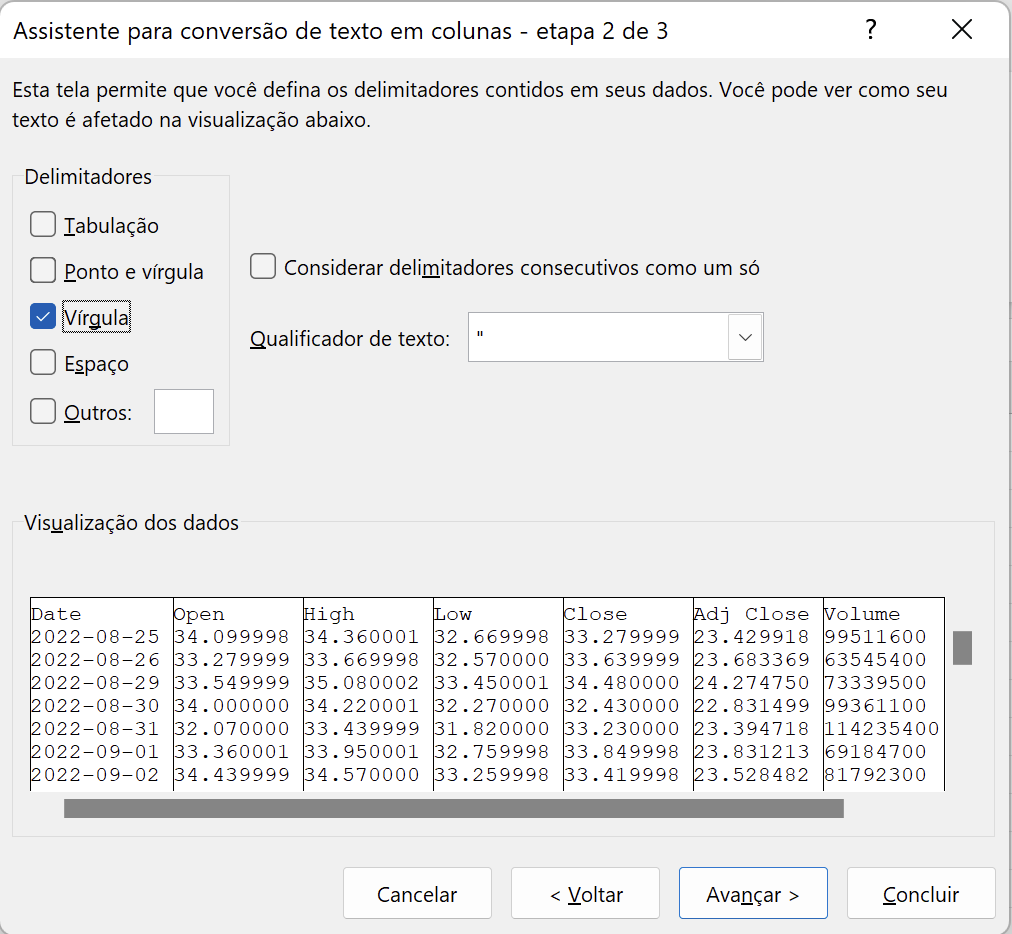 Assistente para conversão de texto em colunas - etapa 2 de 3 ?
Esta tela permite que você defina os delimitadores contidos em seus dados. Você pode ver como seu
texto é afetado na visualização abaixo.
Delimitadores
Tabulação
Ponto e vírgula
Vírgula
Espaço
Outros:
Considerar delimitadores consecutivos como um só
Qualificador de texto: "
Visualização dos dados
Date Open High Low Close Adj Close Volume
2022-08-25 34.099998 34.360001 32.669998 33.279999 23.429918 99511600
2022-08-26 33.279999 33.669998 32.570000 33.639999 23.683369 63545400
2022-08-29 33.549999 35.080002 33.450001 34.480000 24.274750 73339500
2022-08-30 34.000000 34.220001 32.270000 32.430000 22.831499 99361100
2022-08-31 32.070000 33.439999 31.820000 33.230000 23.394718 114235400
2022-09-01 33.360001 33.950001 32.759998 33.849998 23.831213 69184700
2022-09-02 34.439999 34.570000 33.259998 33.419998 23.528482 81792300
Cancelar < Voltar Avançar > Concluir